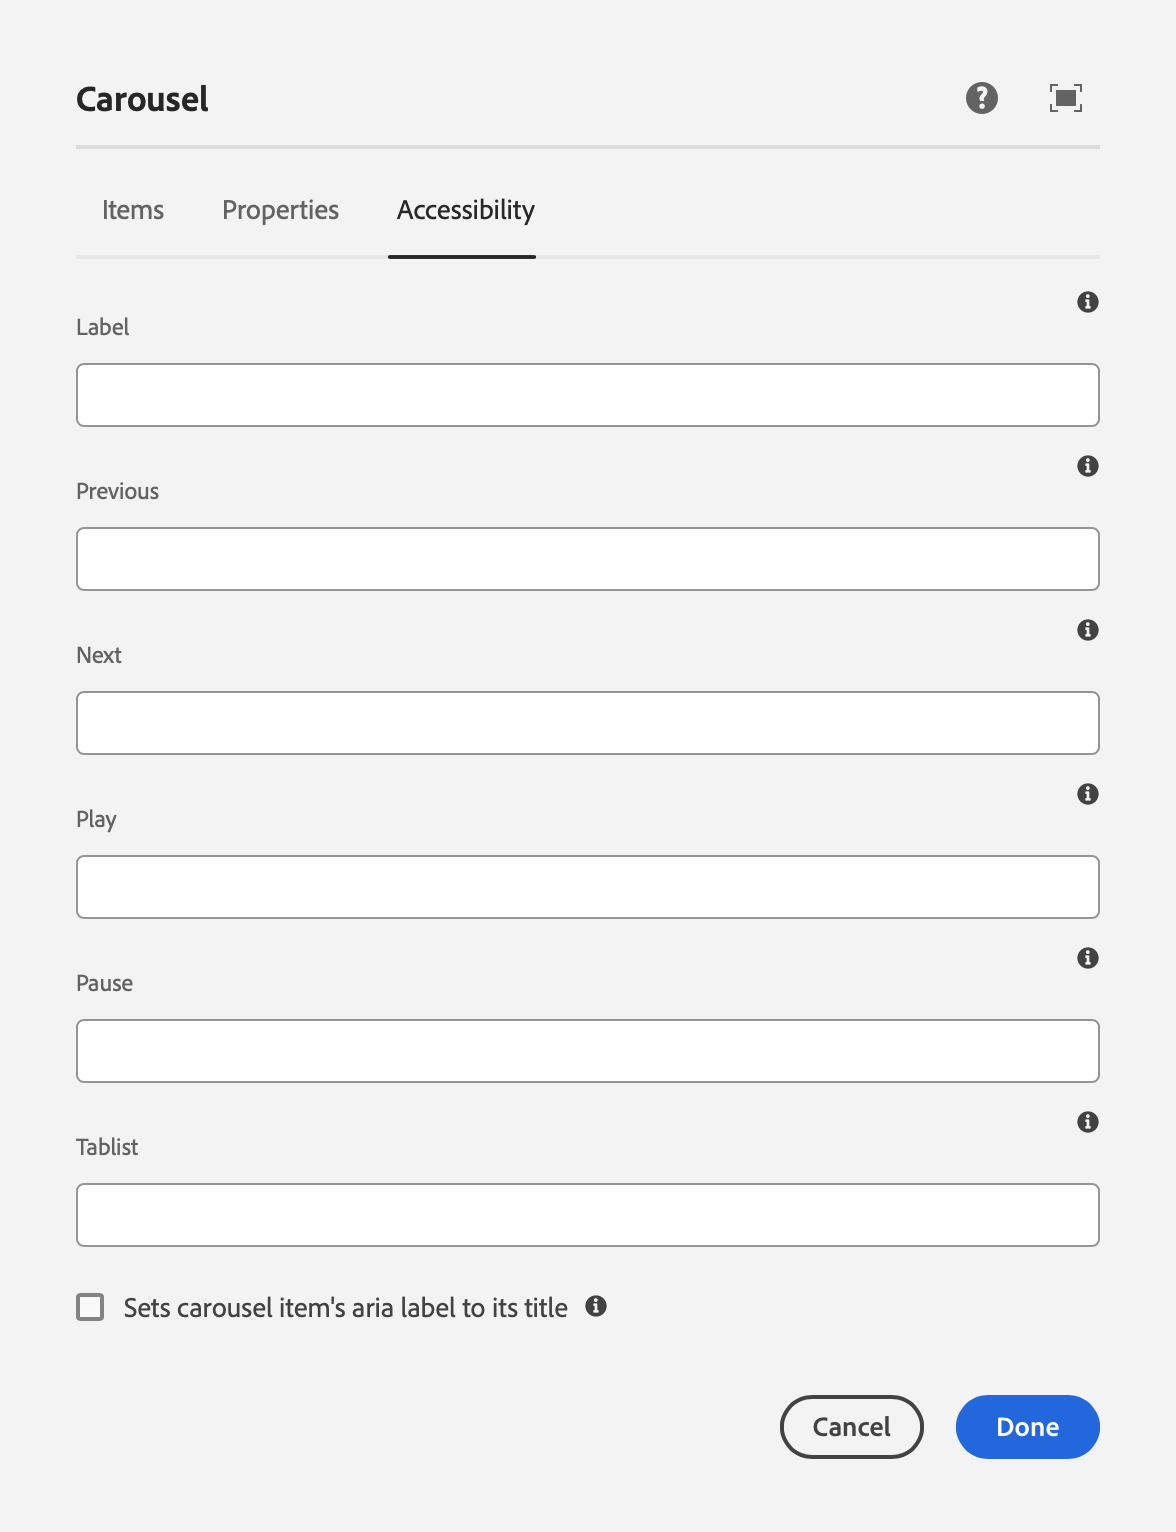 Carousel
Items Properties Accessibility
Label
Previous
Next
Play
Pause
Tablist
Sets carousel item's aria label to its title
Cancel Done